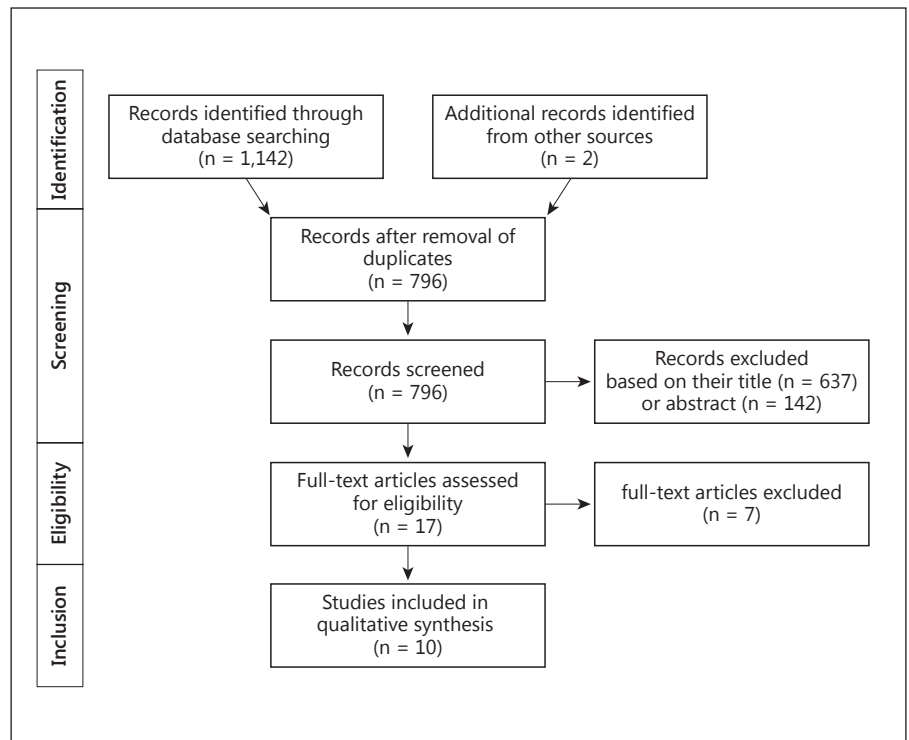 Identification
Records identified through
database searching
(n = 1,142)
Additional records identified
from other sources
(n = 2)
Screening
Records after removal of
duplicates
(n = 796)
Records screened
(n = 796)
Records excluded
based on their title (n = 637)
or abstract (n = 142)
Eligibility
Full-text articles assessed
for eligibility
(n = 17)
full-text articles excluded
(n = 7)
Inclusion
Studies included in
qualitative synthesis
(n = 10)